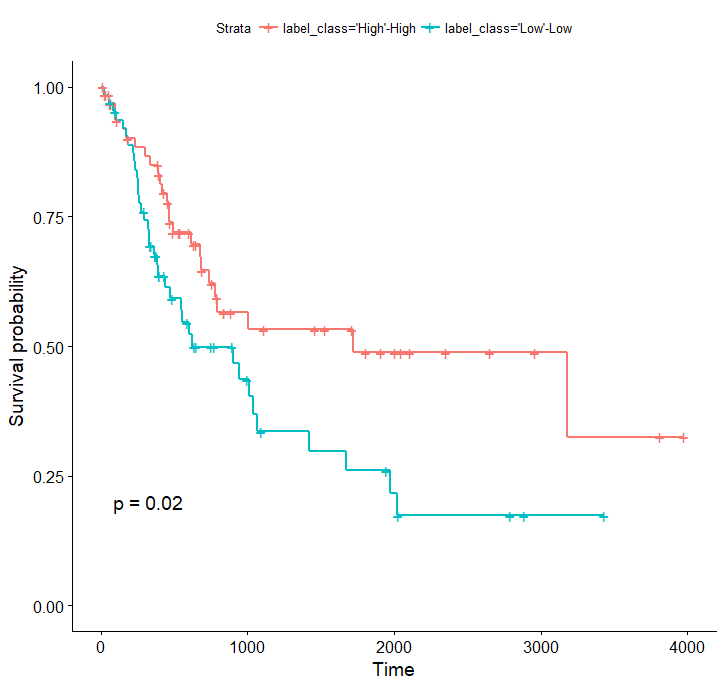 Strata label_class='High'-High label_class='Low'-Low
1.00
0.75
0.50
0.25
0.00
Survival probability
p = 0.02
0 1000 2000 3000 4000
Time